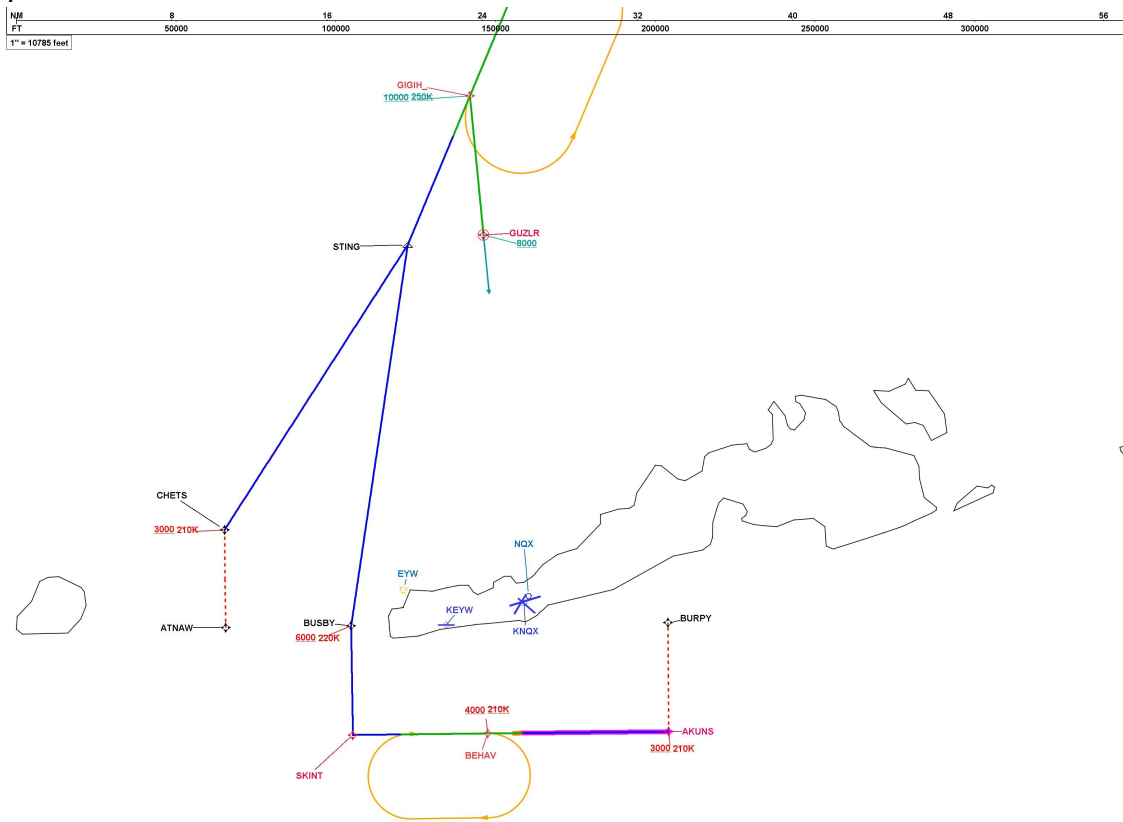 NM 8 16 24 32 40 48 56
FT 50000 100000 150000 200000 250000 300000
1" = 10785 feet
GIGIH_
10000 250K
GUZLR
8000
STING
CHETS
3000 210K
NQX
EYW
KEYW
ATNAW
BUSBY
6000 220K
KNQX
BURPY
4000 210K
AKUNS
3000 210K
BEHAV
SKINT